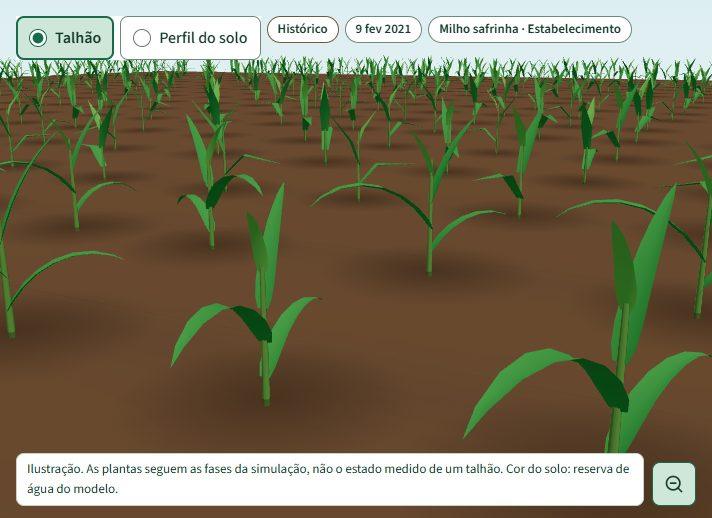 Talhão
Perfil do solo
Histórico
9 fev 2021
Milho safrinha · Estabelecimento
Ilustração. As plantas seguem as fases da simulação, não o estado medido de um talhão. Cor do solo: reserva de
água do modelo.